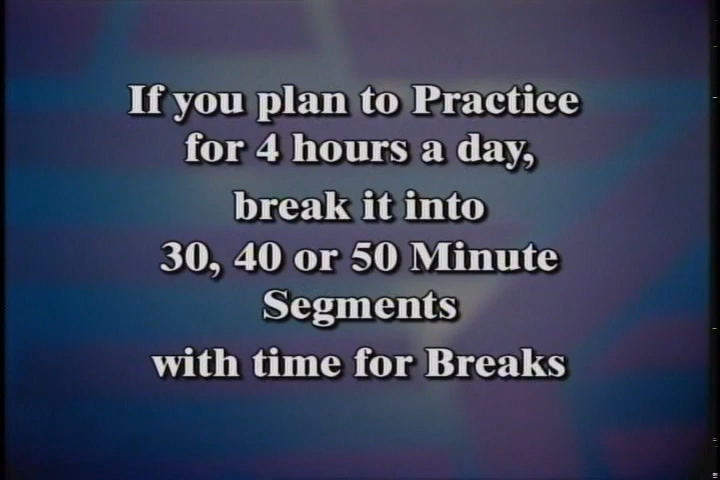 If you plan to Practice
for 4 hours a day,
break it into
30, 40 or 50 Minute
Segments
with time for Breaks